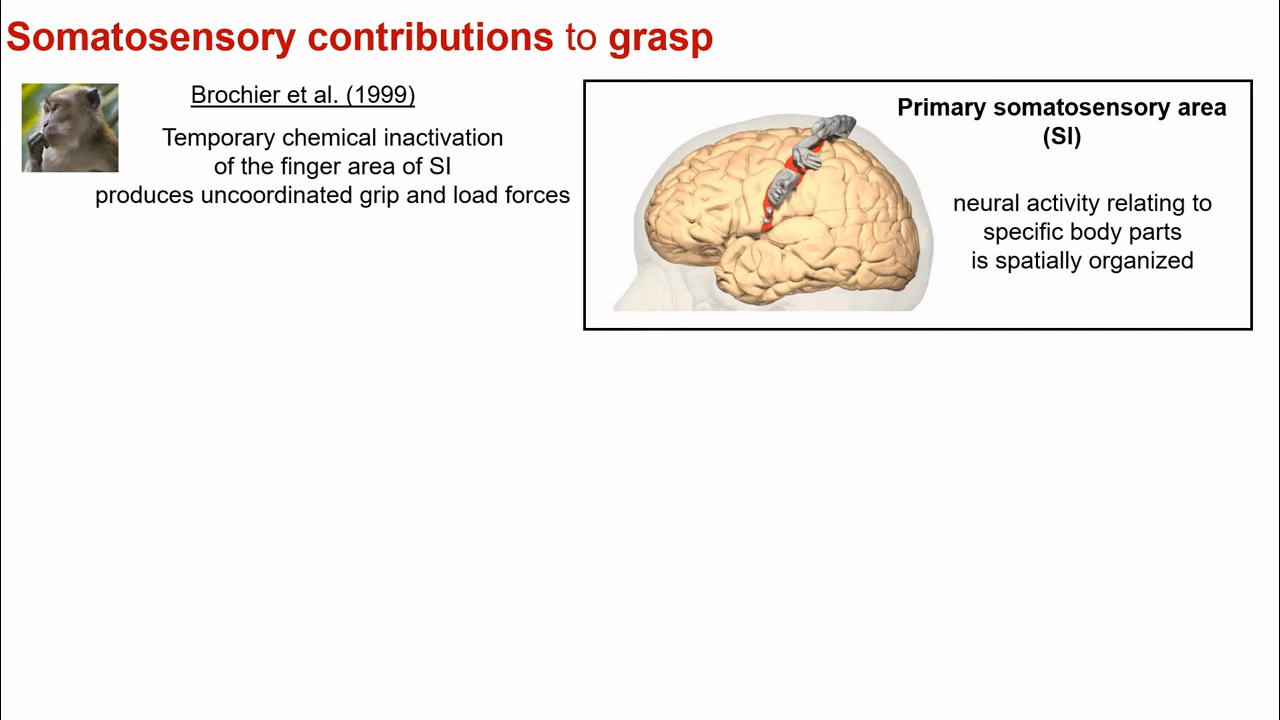 Somatosensory contributions to grasp
Brochier et al. (1999)
Temporary chemical inactivation
of the finger area of SI
produces uncoordinated grip and load forces
Primary somatosensory area
(SI)
neural activity relating to
specific body parts
is spatially organized